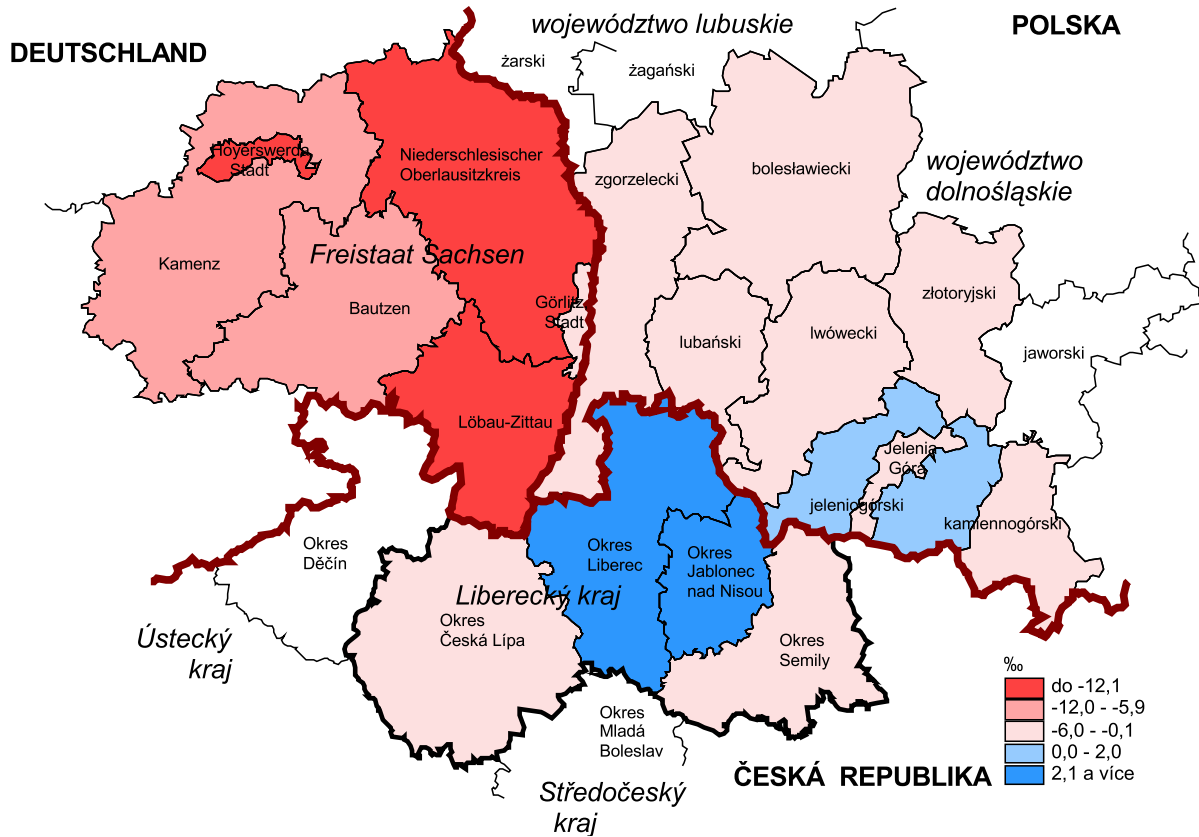 województwo lubuskie
POLSKA
DEUTSCHLAND
żarski
żagański
Hoyerswerda
Stadt
Niederschlesischer
Oberlausitzkreis
zgorzelecki
bolesławiecki
województwo
dolnośląskie
Kamenz
Freistaat Sachsen
Bautzen
Görlitz
Stadt
lubański
lwówecki
złotoryjski
jaworski
Löbau-Zittau
Jelenia
Góra
jeleniogórski
kamiennogórski
Okres
Děčín
Okres
Liberec
Okres
Jablonec
nad Nisou
Liberecký kraj
Okres
Česká Lípa
Okres
Semily
Ústecký
kraj
Okres
Mladá
Boleslav
Středočeský
kraj
ČESKÁ REPUBLIKA
‰
do -12,1
-12,0 - -5,9
-6,0 - -0,1
0,0 - 2,0
2,1 a více